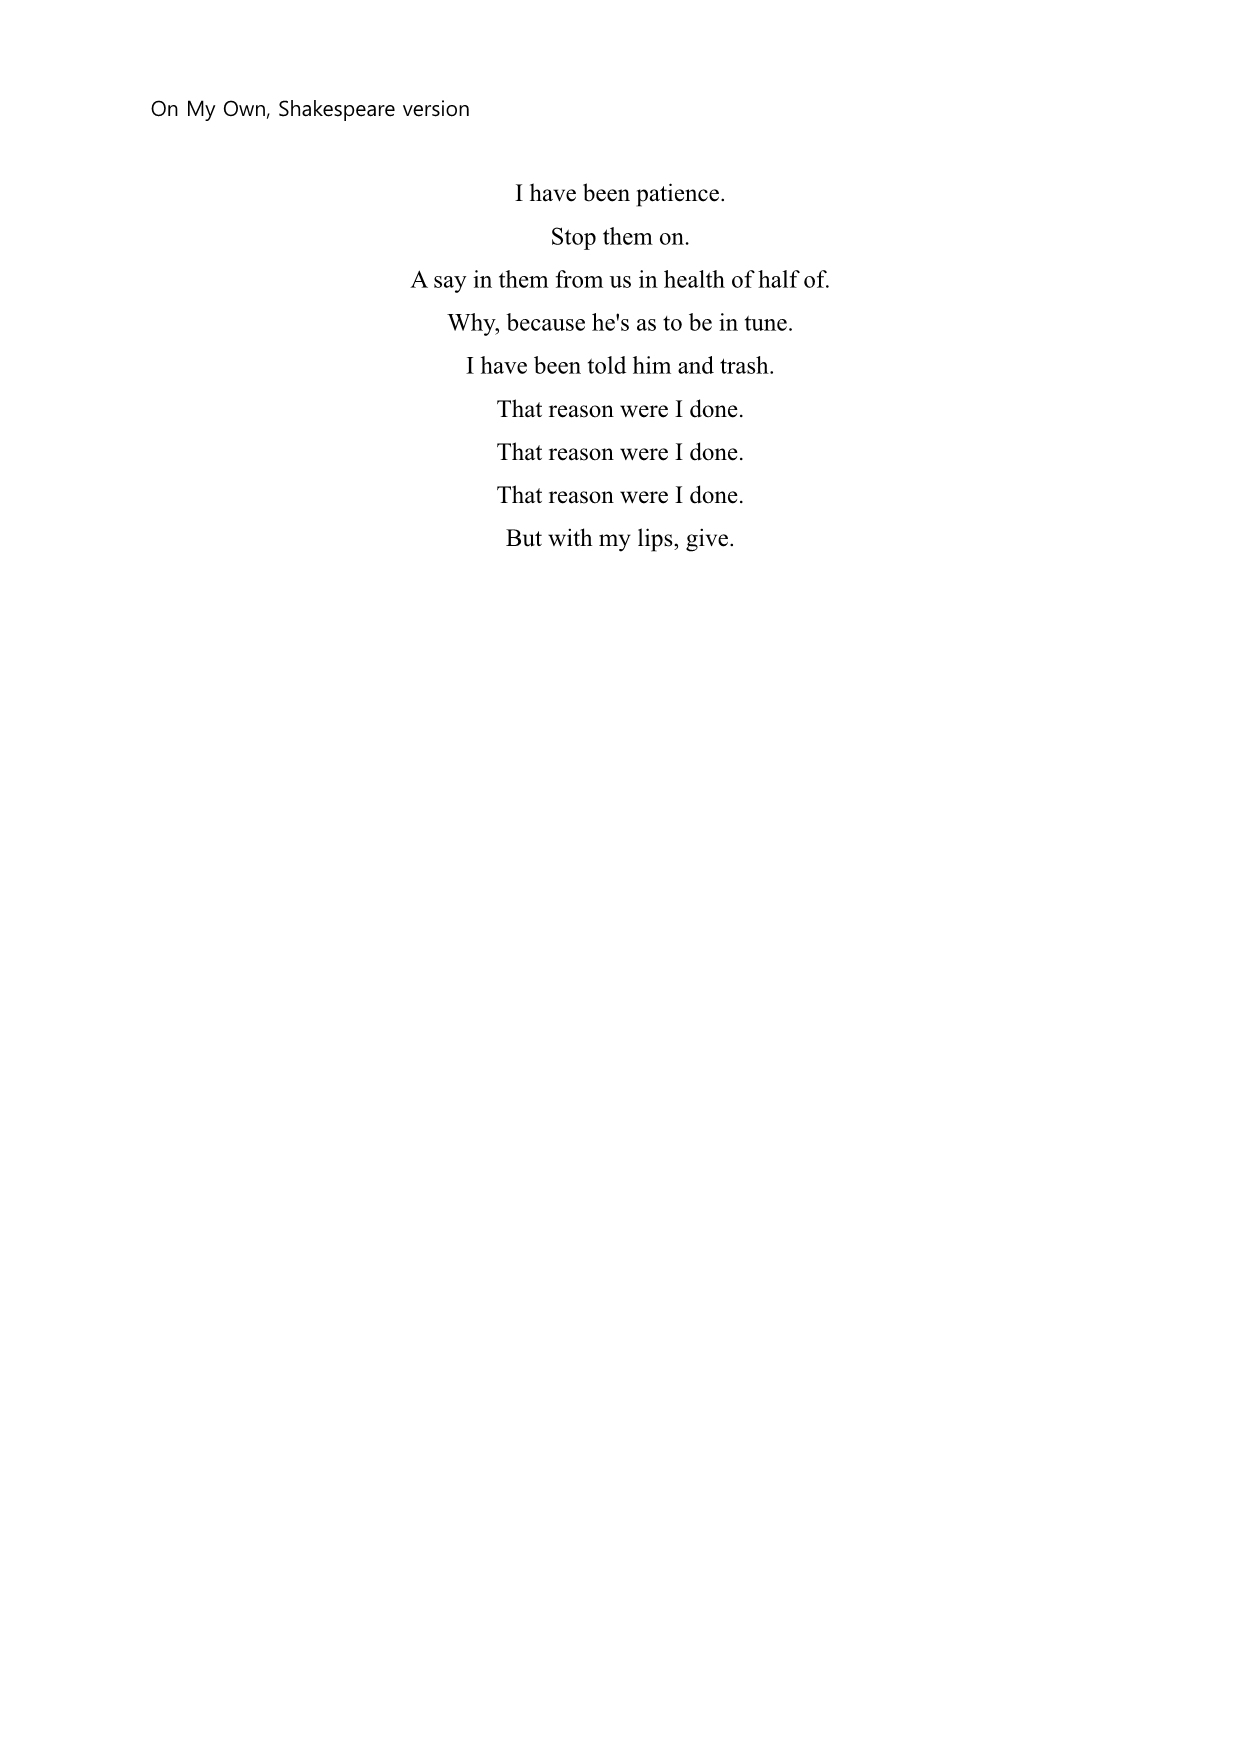 On My Own, Shakespeare version
I have been patience.
Stop them on.
A say in them from us in health of half of.
Why, because he's as to be in tune.
I have been told him and trash.
That reason were I done.
That reason were I done.
That reason were I done.
But with my lips, give.